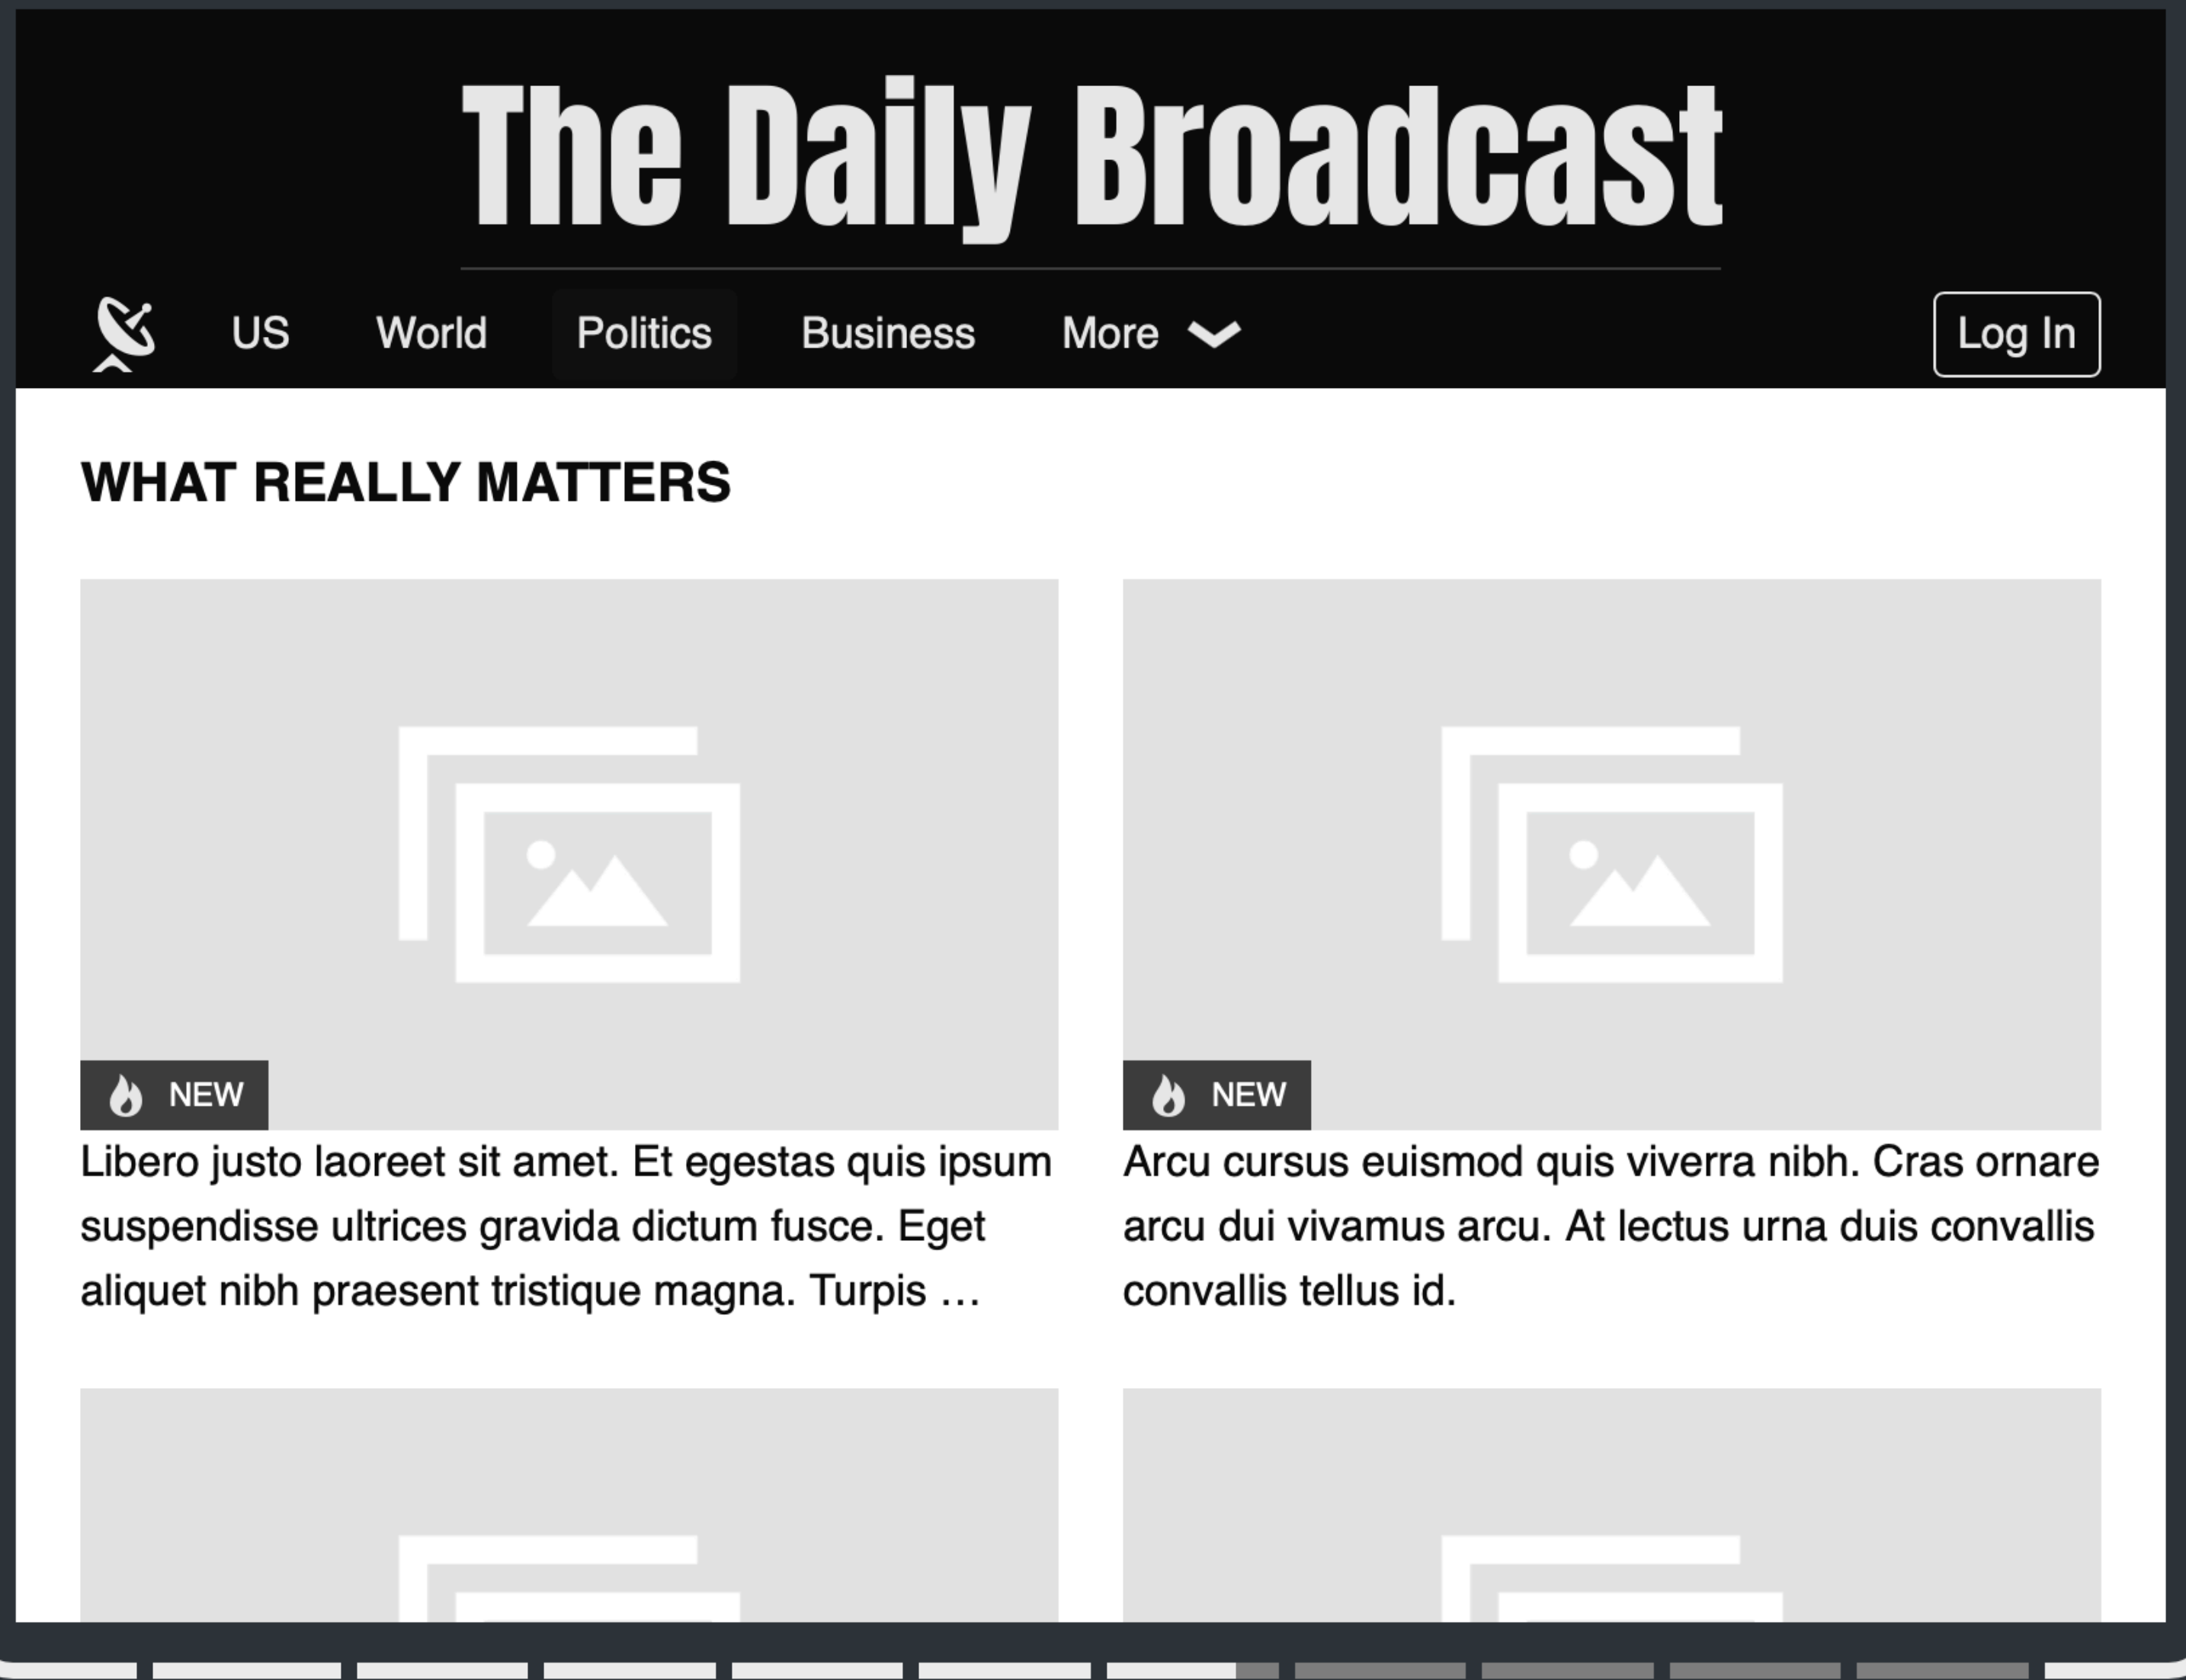 The Daily Broadcast
US World Politics Business More Log In
WHAT REALLY MATTERS
NEW
Libero justo laoreet sit amet. Et egestas quis ipsum
suspendisse ultrices gravida dictum fusce. Eget
aliquet nibh praesent tristique magna. Turpis ...
NEW
Arcu cursus euismod quis viverra nibh. Cras ornare
arcu dui vivamus arcu. At lectus urna duis convallis
convallis tellus id.